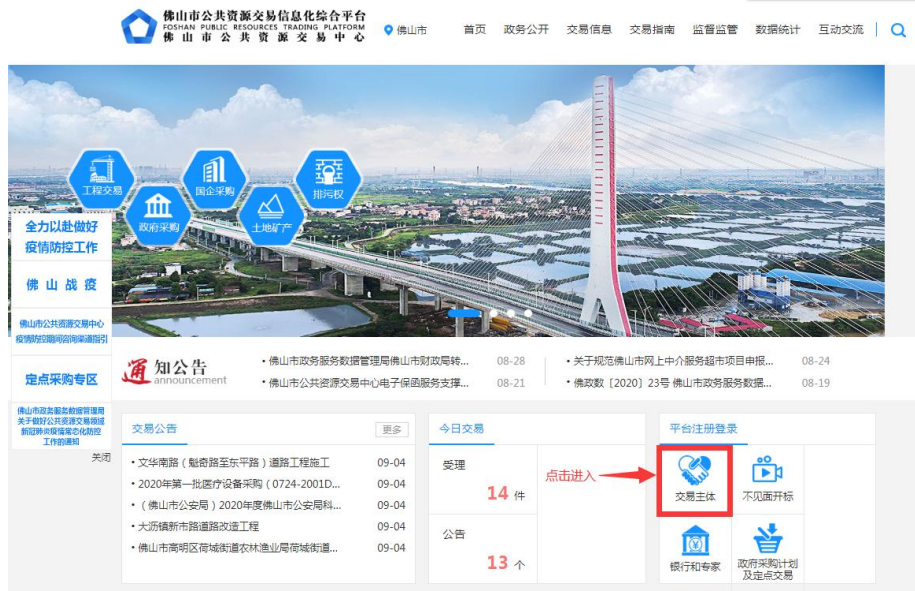 佛山市公共资源交易信息化综合平台
FOSHAN PUBLIC RESOURCES TRADING PLATFORM
佛山市公共资源交易中心
佛山市
首页 政务公开 交易信息 交易指南 监督监管 数据统计 互动交流
工程交易
国企采购
排污权
政府采购
土地矿产
全力以赴做好
疫情防控工作
佛山战疫
佛山市公共资源交易中心
疫情防控期间咨询渠道指引
定点采购专区
佛山市政务服务数据管理局
关于做好公共资源交易领域
新冠肺炎疫情常态化防控
工作的通知
关闭
通知公告
announcement
• 佛山市政务服务数据管理局佛山市财政局转... 08-28
• 佛山市公共资源交易中心电子保函服务支撑... 08-21
• 关于规范佛山市网上中介服务超市项目申报... 08-24
• 佛政数〔2020〕23号 佛山市政务服务数据... 08-19
交易公告 更多
• 文华南路（魁奇路至东平路）道路工程施工 09-04
• 2020年第一批医疗设备采购（0724-2001D... 09-04
•（佛山市公安局）2020年度佛山市公安局科... 09-04
• 大沥镇新市路道路改造工程 09-04
• 佛山市高明区荷城街道农林渔业局荷城街道... 09-04
今日交易
受理
14 件
公告
13 个
点击进入
平台注册登录
交易主体
不见面开标
银行和专家
政府采购计划
及定点交易